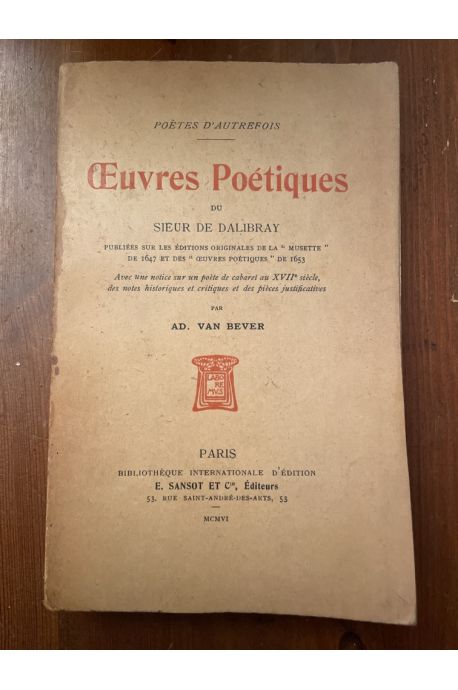 POÈTES D'AUTREFOIS
Œuvres Poétiques
DU
SIEUR DE DALIBRAY
PUBLIÉES SUR LES ÉDITIONS ORIGINALES DE LA “ MUSETTE ”
DE 1647 ET DES “ ŒUVRES POÉTIQUES ” DE 1653
Avec une notice sur un poète de cabaret au XVIIe siècle,
des notes historiques et critiques et des pièces justificatives
PAR
AD. VAN BEVER
LABO
RE
MVS
PARIS
BIBLIOTHÈQUE INTERNATIONALE D'ÉDITION
E. SANSOT ET Cie, Éditeurs
53, RUE SAINT-ANDRÉ-DES-ARTS, 53
MCMVI